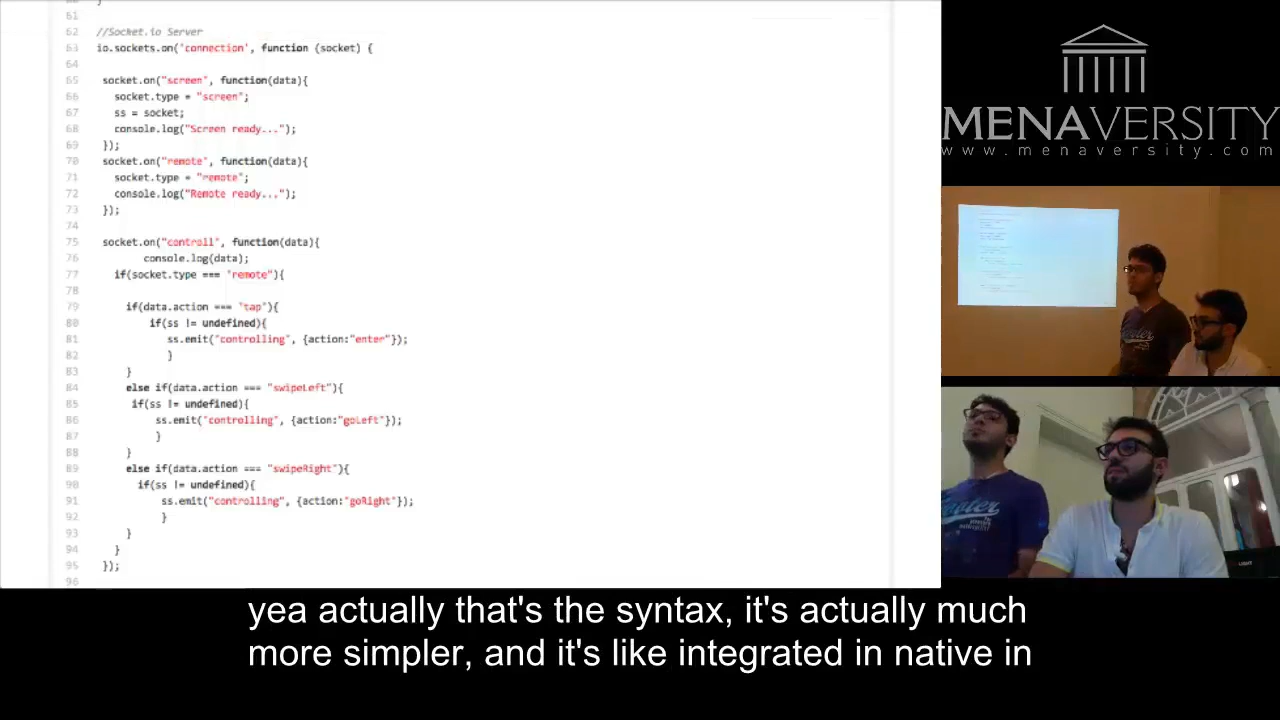 61
62 //Socket.io Server
63 io.sockets.on('connection', function (socket) {
64
65 socket.on("screen", function(data){
66 socket.type = "screen";
67 ss = socket;
68 console.log("Screen ready...");
69 });
70 socket.on("remote", function(data){
71 socket.type = "remote";
72 console.log("Remote ready...");
73 });
74
75 socket.on("controll", function(data){
76 console.log(data);
77 if(socket.type === "remote"){
78
79 if(data.action === "tap"){
80 if(ss != undefined){
81 ss.emit("controlling", {action:"enter"});
82 }
83 }
84 else if(data.action === "swipeLeft"){
85 if(ss != undefined){
86 ss.emit("controlling", {action:"goLeft"});
87 }
88 }
89 else if(data.action === "swipeRight"){
90 if(ss != undefined){
91 ss.emit("controlling", {action:"goRight"});
92 }
93 }
94 }
95 });
96
MENAVERSITY
www.menaversity.com
yea actually that's the syntax, it's actually much
more simpler, and it's like integrated in native in